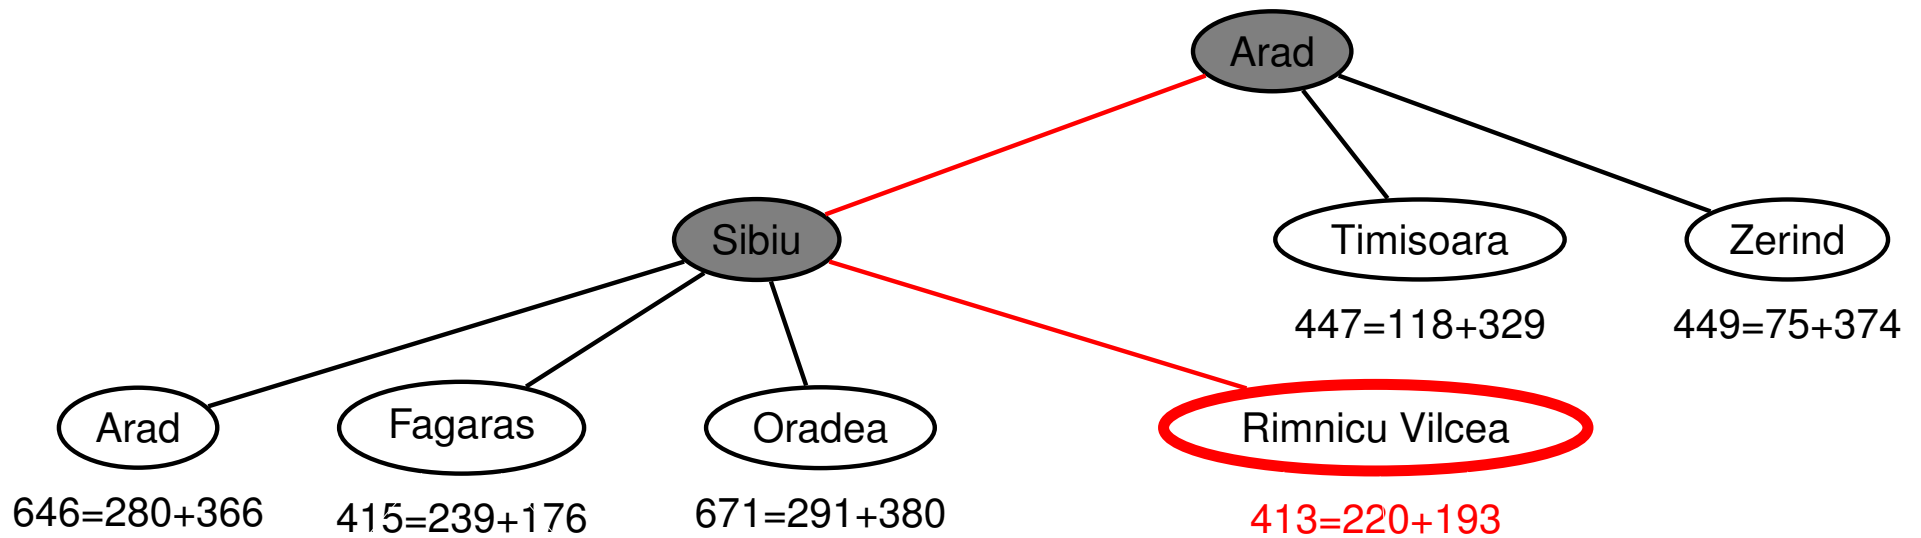 Arad
Sibiu
Timisoara
Zerind
447=118+329
449=75+374
Arad
Fagaras
Oradea
Rimnicu Vilcea
646=280+366
415=239+176
671=291+380
413=220+193